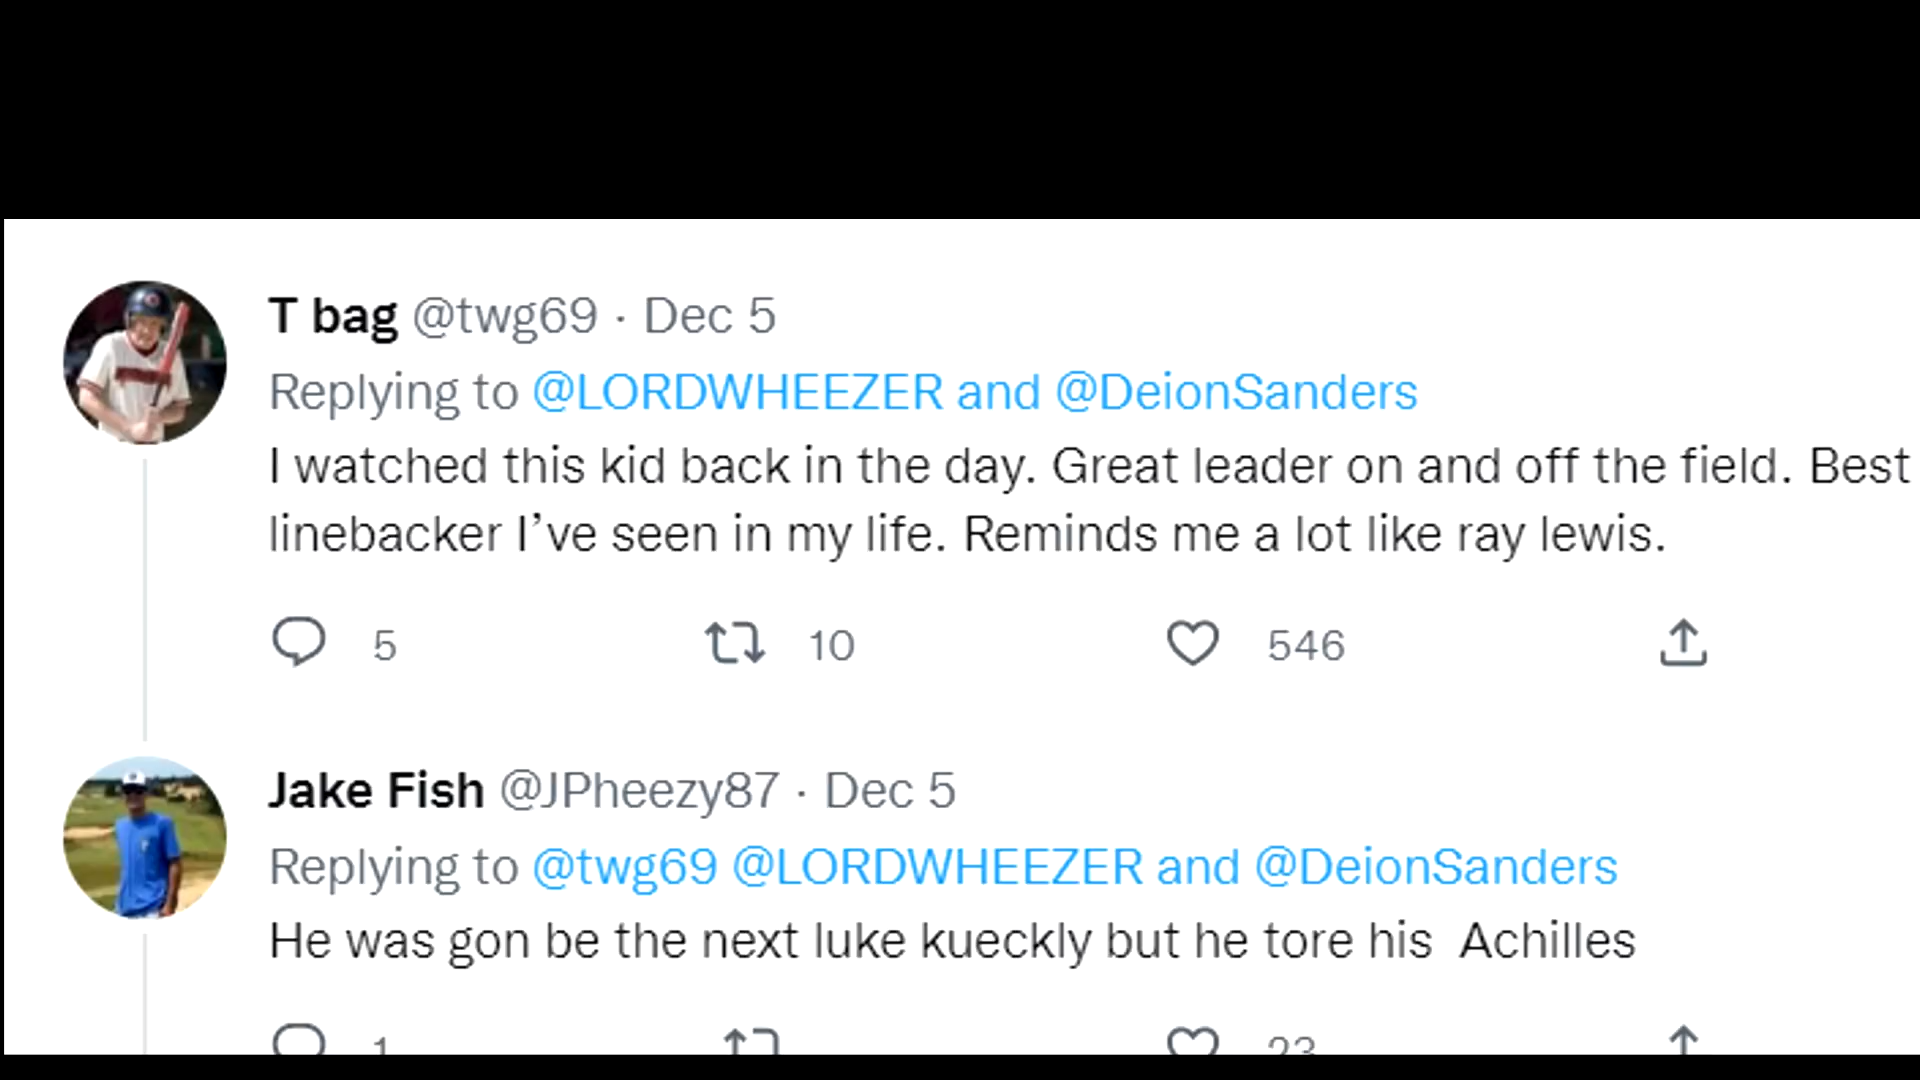 T bag @twg69 · Dec 5
Replying to @LORDWHEEZER and @DeionSanders
I watched this kid back in the day. Great leader on and off the field. Best
linebacker I’ve seen in my life. Reminds me a lot like ray lewis.
5 10 546
Jake Fish @JPheezy87 · Dec 5
Replying to @twg69 @LORDWHEEZER and @DeionSanders
He was gon be the next luke kueckly but he tore his  Achilles
1 23